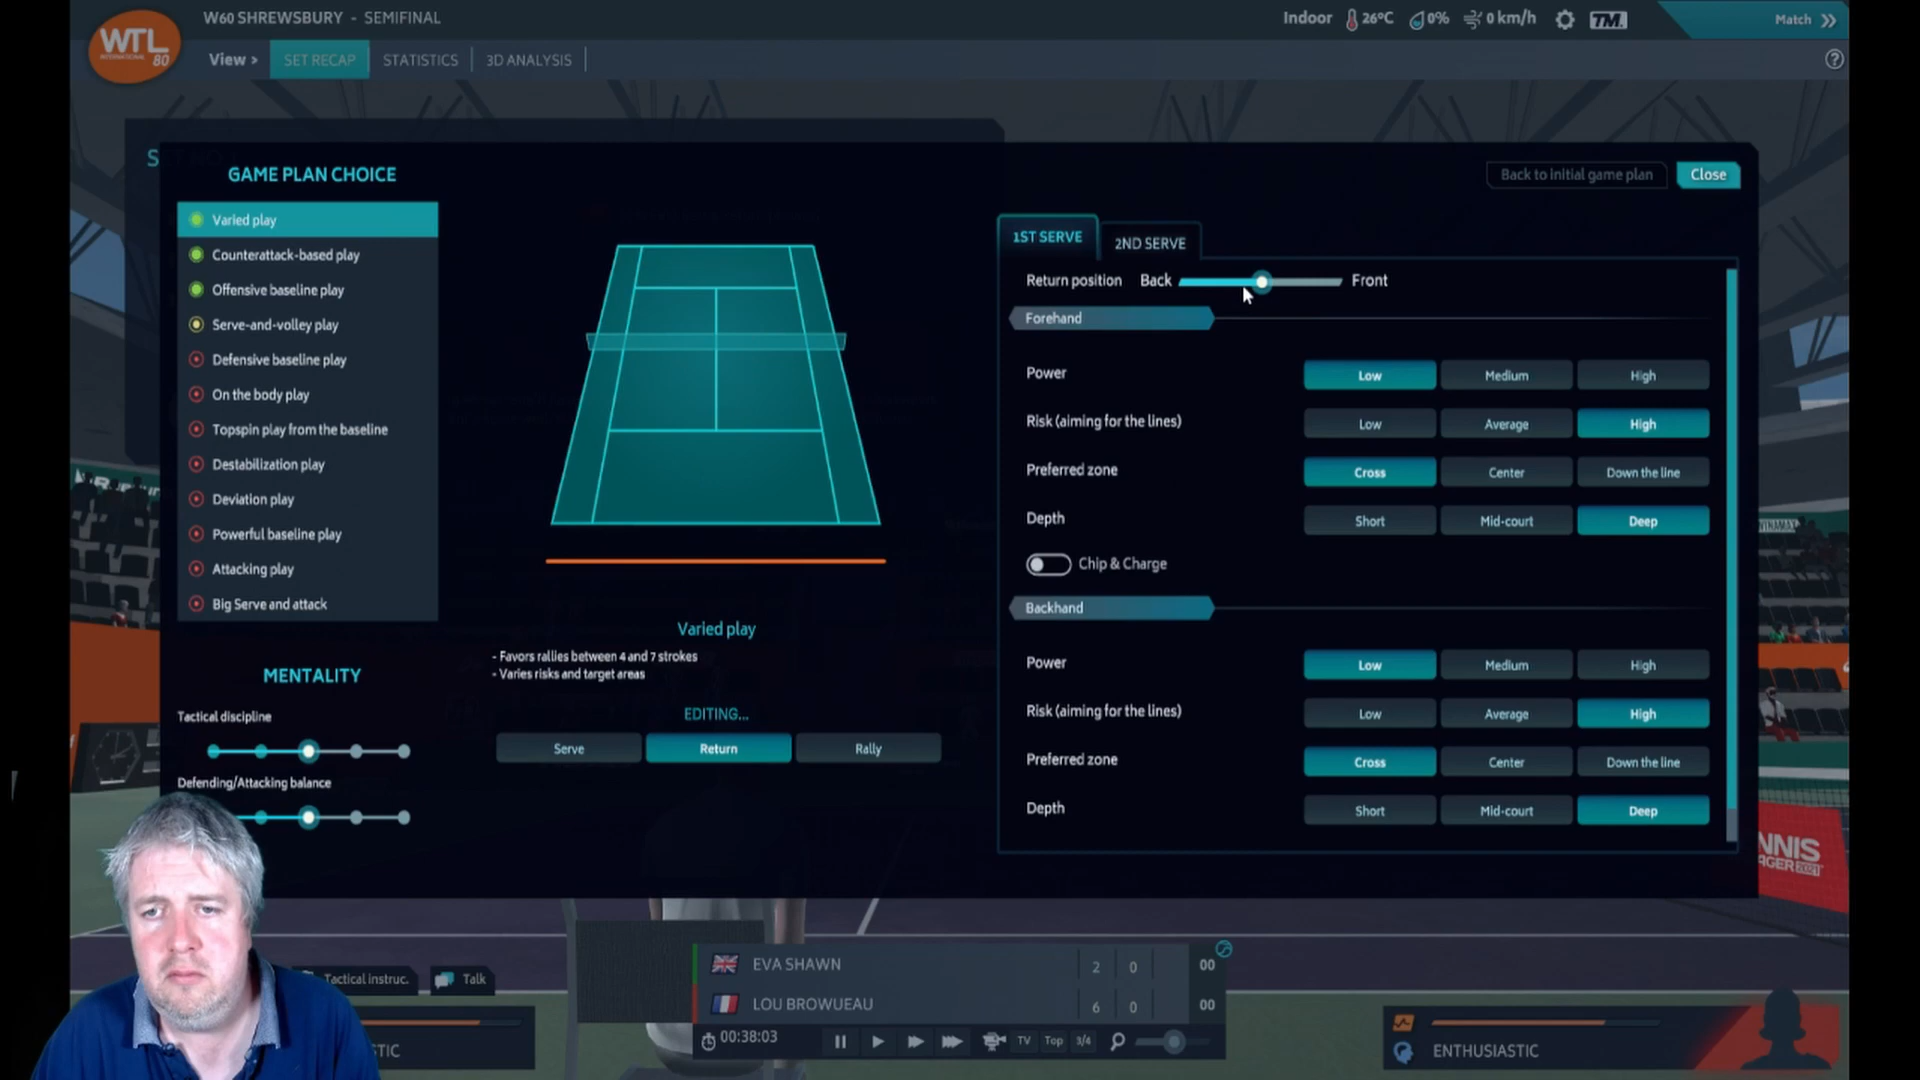 W60 SHREWSBURY - SEMIFINAL
Indoor 26°C 0% 0 km/h TM. Match
WTL
INTERNATIONAL 80
View > SET RECAP STATISTICS 3D ANALYSIS
?
GAME PLAN CHOICE
Back to initial game plan Close
Varied play
Counterattack-based play
Offensive baseline play
Serve-and-volley play
Defensive baseline play
On the body play
Topspin play from the baseline
Destabilization play
Deviation play
Powerful baseline play
Attacking play
Big Serve and attack
MENTALITY
Tactical discipline
Defending/Attacking balance
Varied play
- Favors rallies between 4 and 7 strokes
- Varies risks and target areas
EDITING...
Serve Return Rally
1ST SERVE 2ND SERVE
Return position Back Front
Forehand
Power Low Medium High
Risk (aiming for the lines) Low Average High
Preferred zone Cross Center Down the line
Depth Short Mid-court Deep
Chip & Charge
Backhand
Power Low Medium High
Risk (aiming for the lines) Low Average High
Preferred zone Cross Center Down the line
Depth Short Mid-court Deep
Tactical instruc. Talk
EVA SHAWN 2 0 00
LOU BROWUEAU 6 0 00
00:38:03 TV Top 3/4
ENTHUSIASTIC